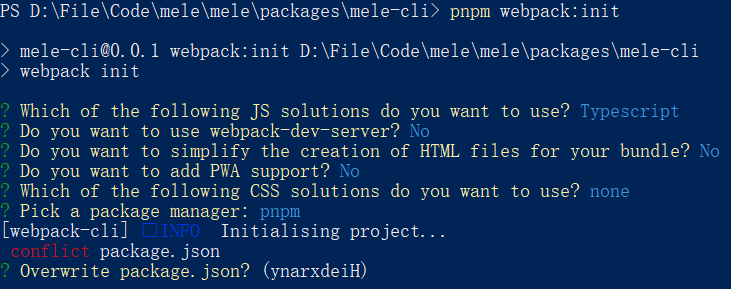 PS D:\File\Code\mele\mele\packages\mele-cli> pnpm webpack:init
> mele-cli@0.0.1 webpack:init D:\File\Code\mele\mele\packages\mele-cli
> webpack init
? Which of the following JS solutions do you want to use? Typescript
? Do you want to use webpack-dev-server? No
? Do you want to simplify the creation of HTML files for your bundle? No
? Do you want to add PWA support? No
? Which of the following CSS solutions do you want to use? none
? Pick a package manager: pnpm
[webpack-cli] □INFO  Initialising project...
 conflict package.json
? Overwrite package.json? (ynarxdeiH)